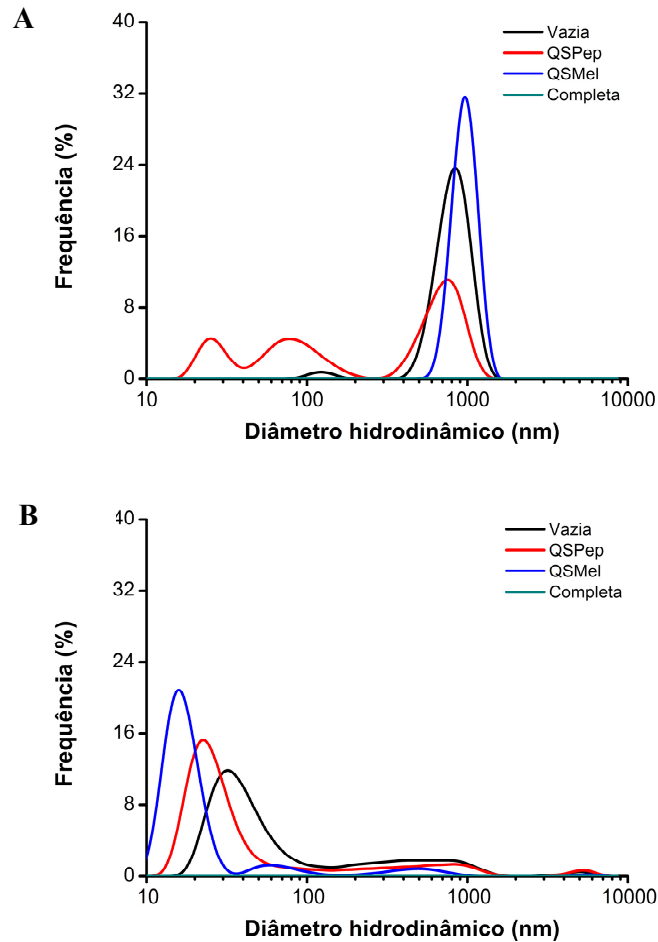 A
40
32
24
16
8
0
Frequência (%)
Vazia
QSPep
QSMel
Completa
10
100
1000
10000
Diâmetro hidrodinâmico (nm)
B
40
32
24
16
8
0
Frequência (%)
Vazia
QSPep
QSMel
Completa
10
100
1000
10000
Diâmetro hidrodinâmico (nm)